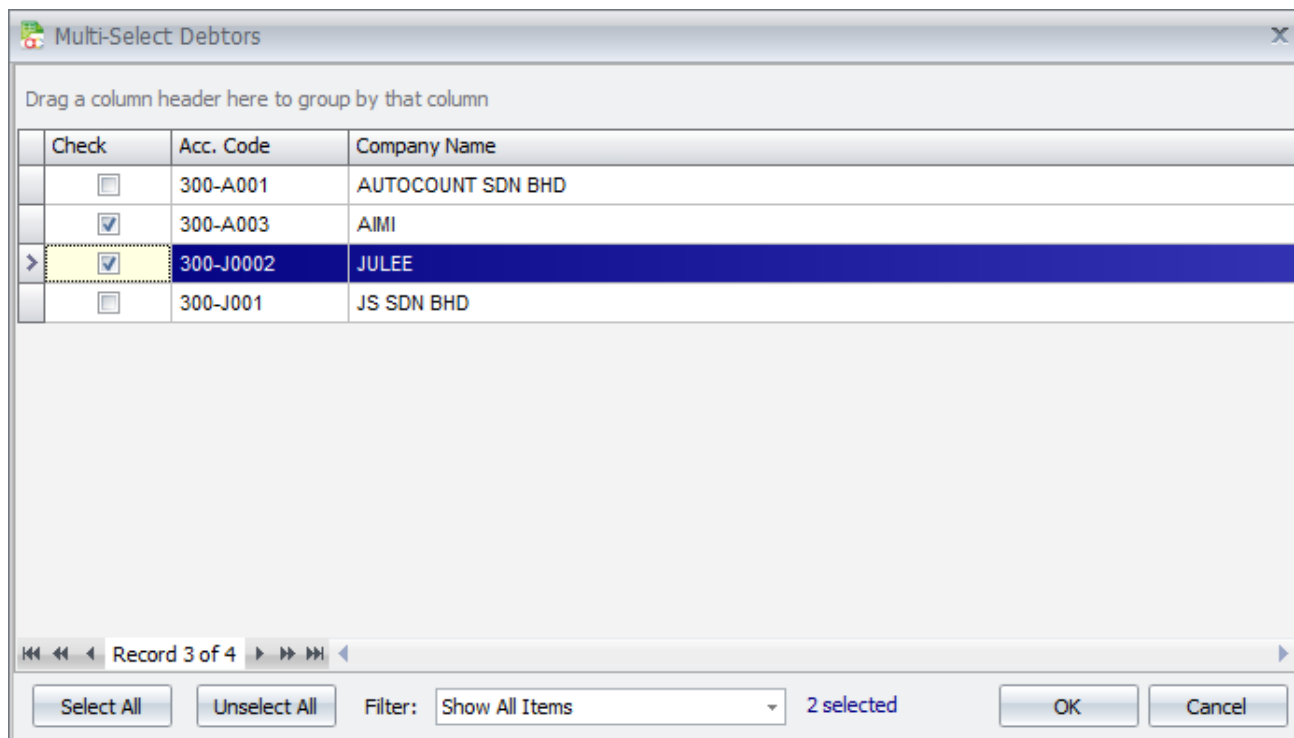 Multi-Select Debtors
Drag a column header here to group by that column
Check Acc. Code Company Name
300-A001 AUTOCOUNT SDN BHD
300-A003 AIMI
300-J0002 JULEE
300-J001 JS SDN BHD
Record 3 of 4
Select All Unselect All Filter: Show All Items 2 selected OK Cancel